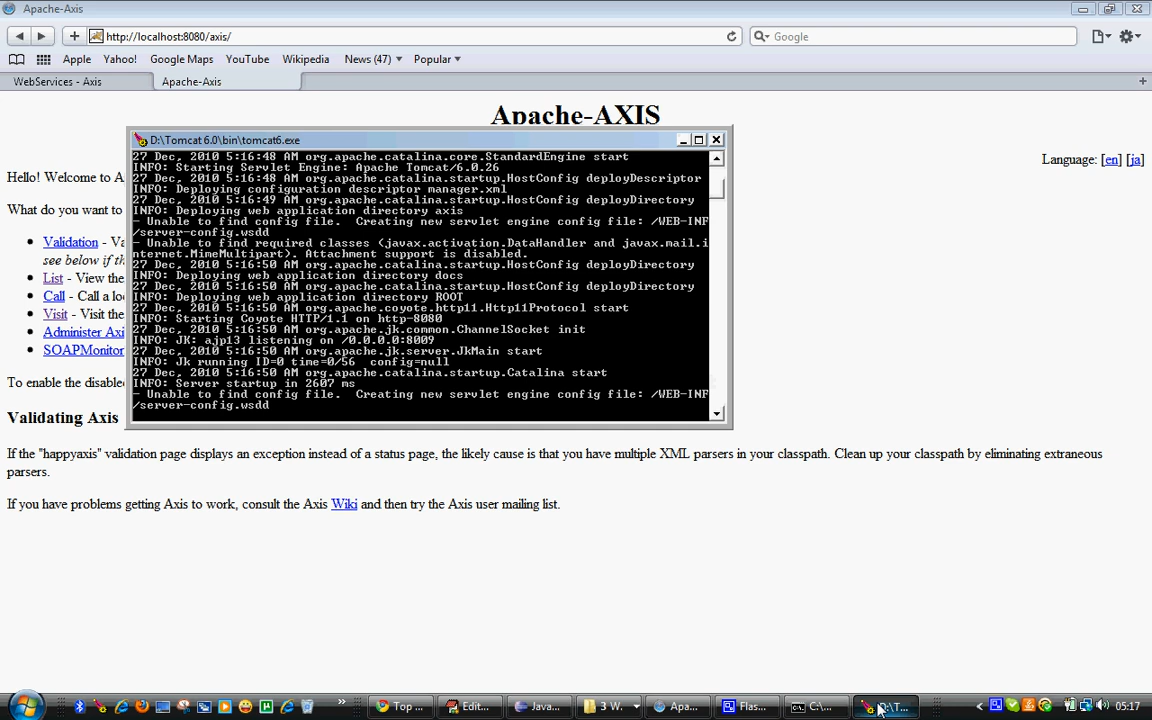 Apache-Axis
http://localhost:8080/axis/
Google
Apple Yahoo! Google Maps YouTube Wikipedia News (47) Popular
WebServices - Axis Apache-Axis
Apache-AXIS
Language: [en] [ja]
Hello! Welcome to A
What do you want to
Validation - Va
see below if th
List - View the
Call - Call a lo
Visit - Visit the
Administer Axi
SOAPMonitor
To enable the disable
Validating Axis
D:\Tomcat 6.0\bin\tomcat6.exe
27 Dec, 2010 5:16:48 AM org.apache.catalina.core.StandardEngine start
INFO: Starting Servlet Engine: Apache Tomcat/6.0.26
27 Dec, 2010 5:16:48 AM org.apache.catalina.startup.HostConfig deployDescriptor
INFO: Deploying configuration descriptor manager.xml
27 Dec, 2010 5:16:49 AM org.apache.catalina.startup.HostConfig deployDirectory
INFO: Deploying web application directory axis
- Unable to find config file.  Creating new servlet engine config file: /WEB-INF
/server-config.wsdd
- Unable to find required classes (javax.activation.DataHandler and javax.mail.i
nternet.MimeMultipart). Attachment support is disabled.
27 Dec, 2010 5:16:50 AM org.apache.catalina.startup.HostConfig deployDirectory
INFO: Deploying web application directory docs
27 Dec, 2010 5:16:50 AM org.apache.catalina.startup.HostConfig deployDirectory
INFO: Deploying web application directory ROOT
27 Dec, 2010 5:16:50 AM org.apache.coyote.http11.Http11Protocol start
INFO: Starting Coyote HTTP/1.1 on http-8080
27 Dec, 2010 5:16:50 AM org.apache.jk.common.ChannelSocket init
INFO: JK: ajp13 listening on /0.0.0.0:8009
27 Dec, 2010 5:16:50 AM org.apache.jk.server.JkMain start
INFO: Jk running ID=0 time=0/56  config=null
27 Dec, 2010 5:16:50 AM org.apache.catalina.startup.Catalina start
INFO: Server startup in 2607 ms
- Unable to find config file.  Creating new servlet engine config file: /WEB-INF
/server-config.wsdd
If the "happyaxis" validation page displays an exception instead of a status page, the likely cause is that you have multiple XML parsers in your classpath. Clean up your classpath by eliminating extraneous
parsers.
If you have problems getting Axis to work, consult the Axis Wiki and then try the Axis user mailing list.
Top ... Edit... Java... 3 W. Apa... Flas... C:\... D:\T... 05:17